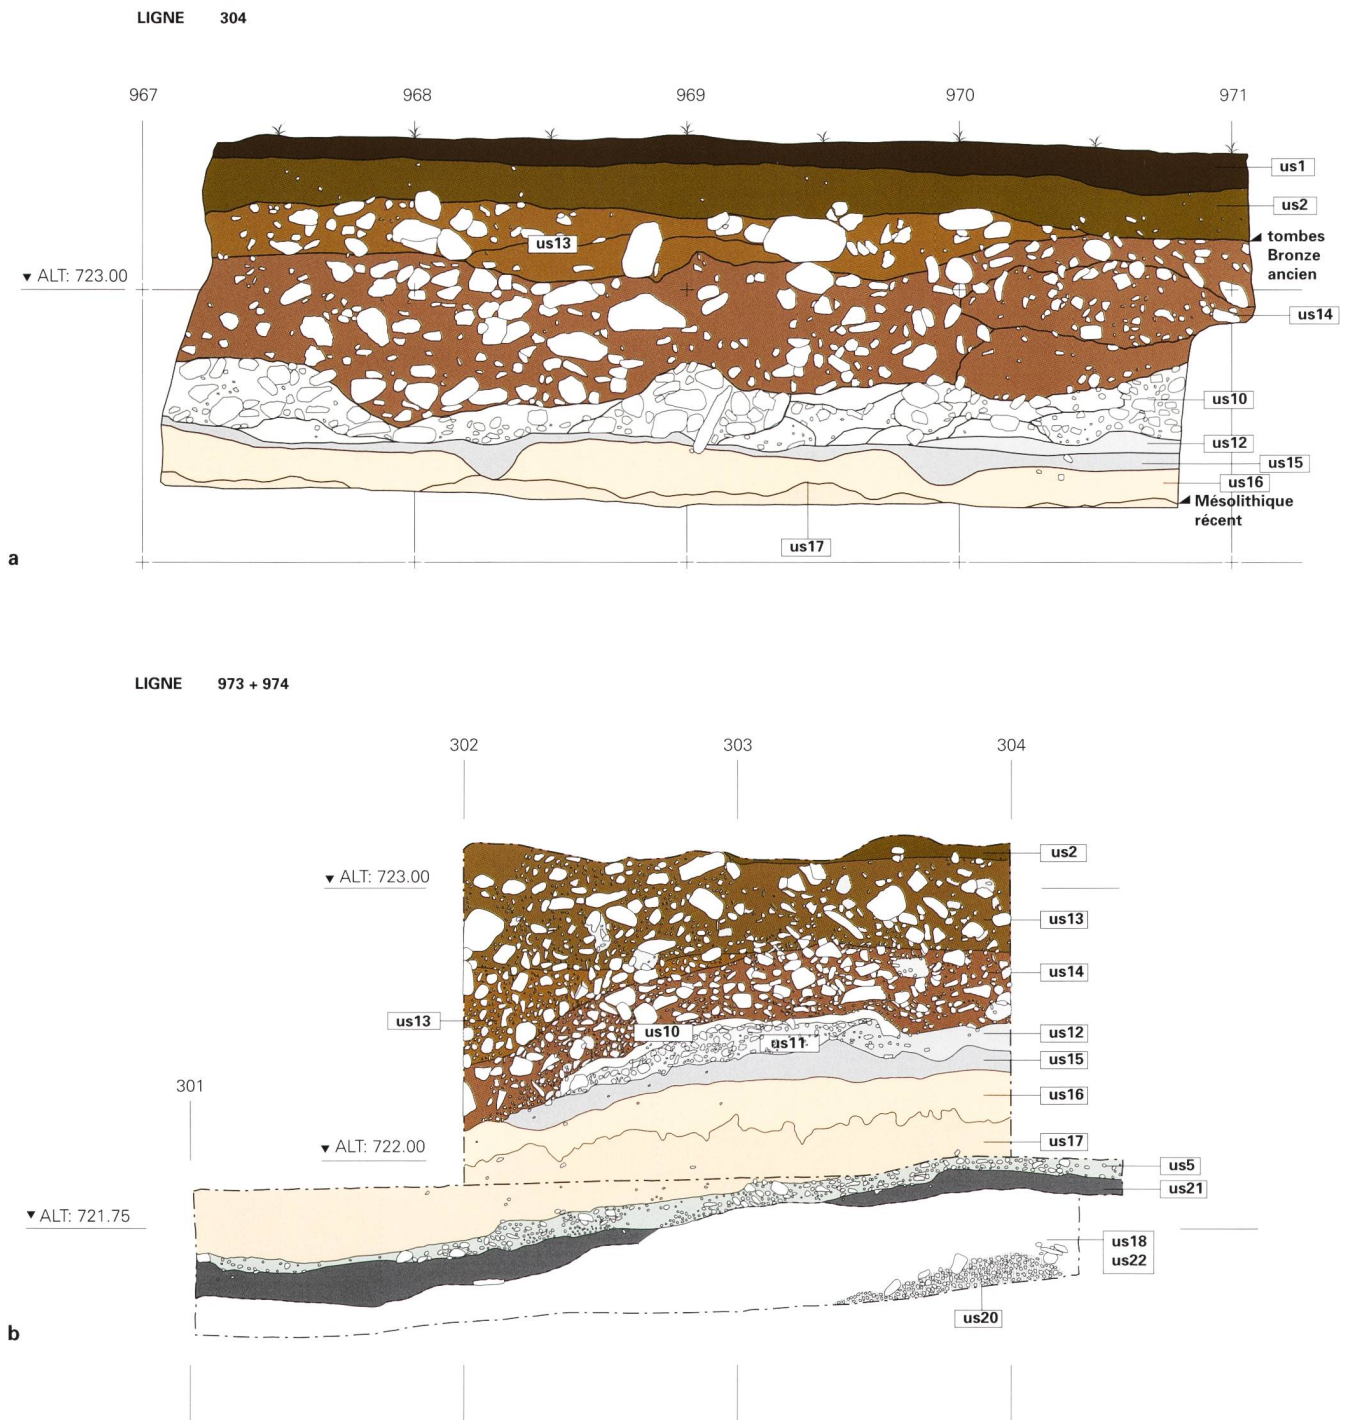 LIGNE 304
967 968 969 970 971
us1
us2
us13
tombes
Bronze
ancien
▼ ALT: 723.00
us14
us10
us12
us15
us16
Mésolithique
récent
us17
a
LIGNE 973 + 974
302 303 304
us2
▼ ALT: 723.00
us13
us14
us13
us10
us12
us11
us15
301
us16
▼ ALT: 722.00
us17
us5
us21
▼ ALT: 721.75
us18
us22
us20
b